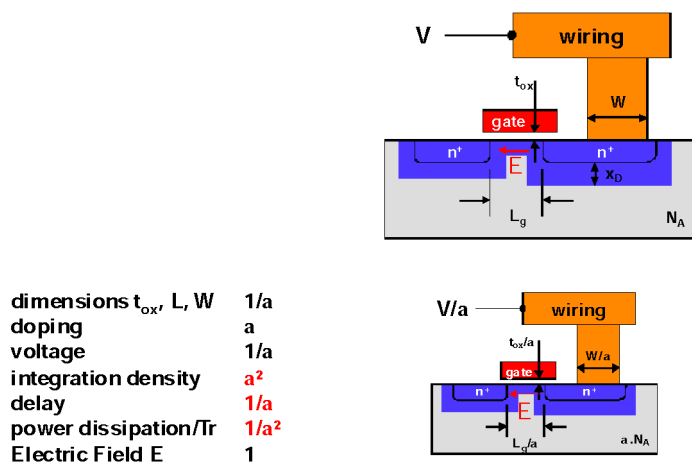 V
wiring
tox
W
gate
n+
E
n+
xD
Lg
NA
dimensions tox, L, W 1/a
doping a
voltage 1/a
integration density a²
delay 1/a
power dissipation/Tr 1/a²
Electric Field E 1
V/a
wiring
tox/a
W/a
gate
n+
E
n+
Lg/a
a.NA